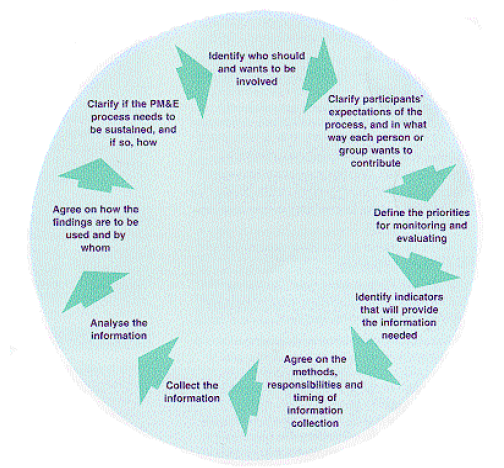 Identify who should
and wants to be
involved
Clarify participants'
expectations of the
process, and in what
way each person or
group wants to
contribute
Define the priorities
for monitoring and
evaluating
Identify indicators
that will provide
the information
needed
Agree on the
methods,
responsibilities and
timing of
information
collection
Collect the
information
Analyse the
information
Agree on how the
findings are to be
used and by
whom
Clarify if the PM&E
process needs to
be sustained, and
if so, how